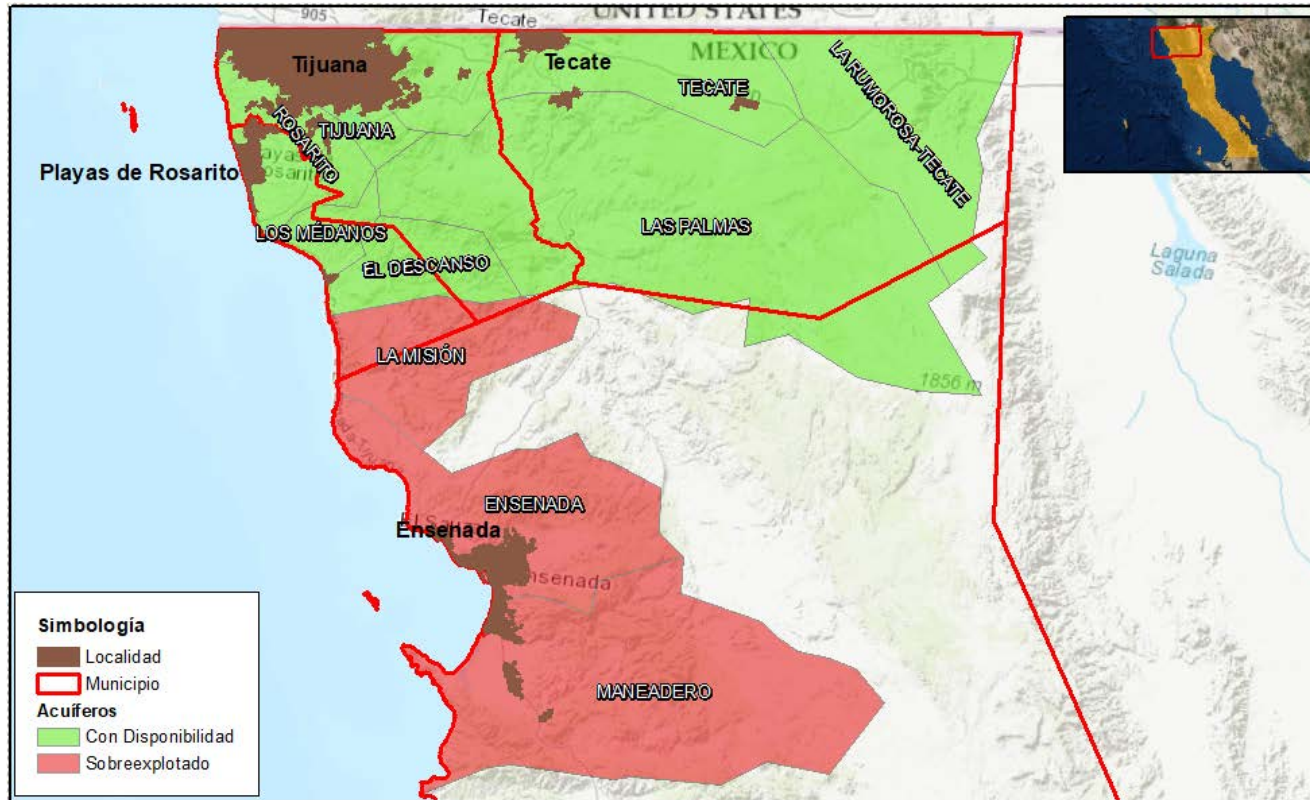 905
Tecate
UNITED STATES
MEXICO
Tijuana
Tecate
TECATE
LA RUMOROSA-TECATE
ROSARITO
TIJUANA
Playas de Rosarito
LOS MÉDANOS
LAS PALMAS
EL DESCANSO
Laguna
Salada
LA MISIÓN
1856 m
ENSENADA
Ensenada
Ensenada
MANEADERO
Simbología
Localidad
Municipio
Acuíferos
Con Disponibilidad
Sobreexplotado